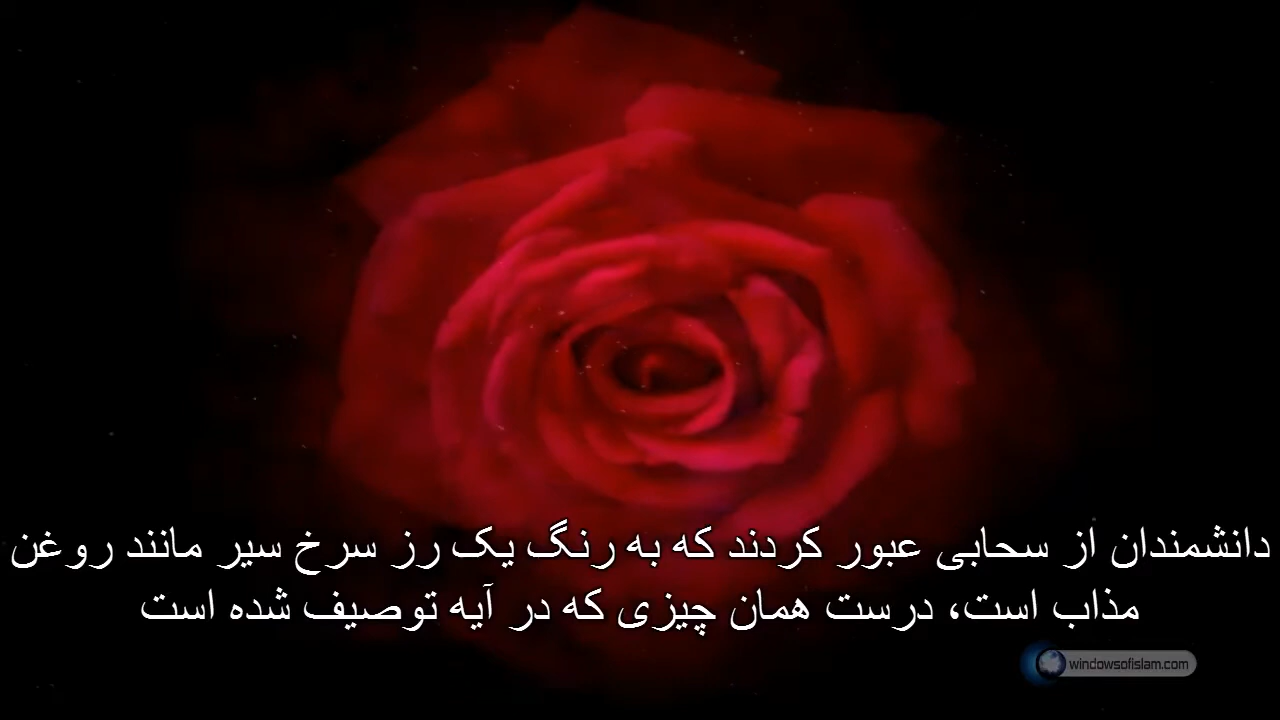 دانشمندان از سحابی عبور کردند که به رنگ یک رز سرخ سیر مانند روغن
مذاب است، درست همان چیزی که در آیه توصیف شده است
windowsofislam.com